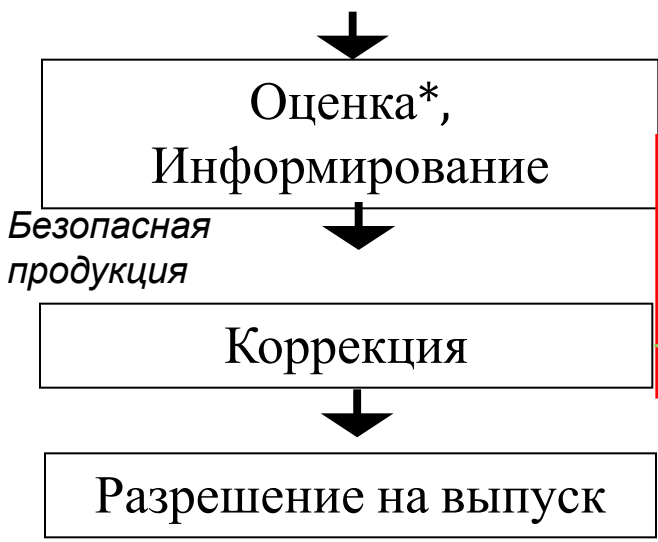 Оценка*,
Информирование
Безопасная
продукция
Коррекция
Разрешение на выпуск